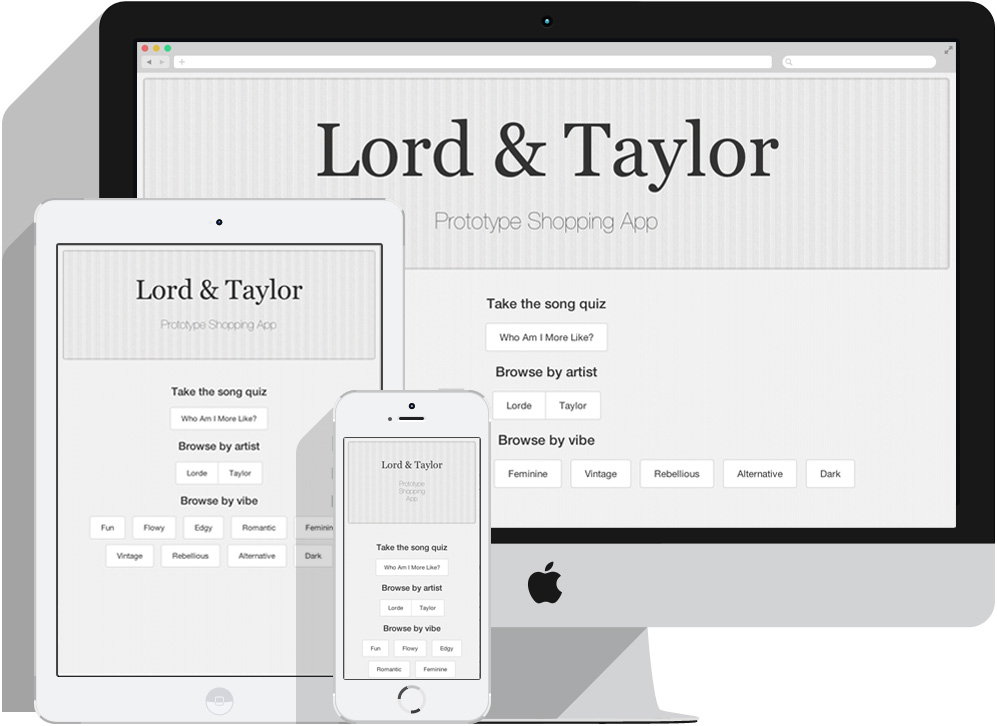 Lord & Taylor
Prototype Shopping App
Take the song quiz
Who Am I More Like?
Browse by artist
Lorde Taylor
Browse by vibe
Feminine Vintage Rebellious Alternative Dark
Lord & Taylor
Prototype Shopping App
Take the song quiz
Who Am I More Like?
Browse by artist
Lorde Taylor
Browse by vibe
Fun Flowy Edgy Romantic Feminin
Vintage Rebellious Alternative Dark
Lord & Taylor
Prototype
Shopping
App
Take the song quiz
Who Am I More Like?
Browse by artist
Lorde Taylor
Browse by vibe
Fun Flowy Edgy
Romantic Feminine